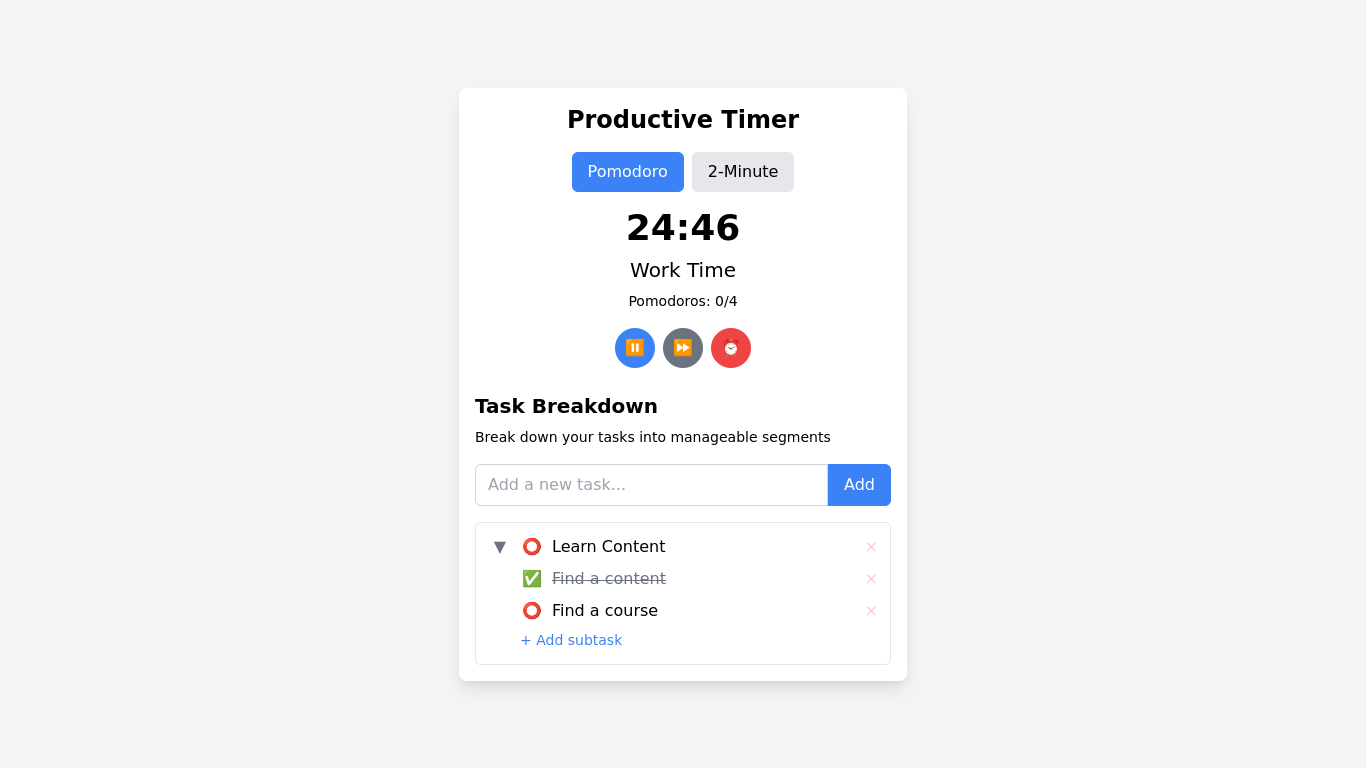 Productive Timer
Pomodoro 2-Minute
24:46
Work Time
Pomodoros: 0/4
Task Breakdown
Break down your tasks into manageable segments
Add a new task... Add
Learn Content
Find a content
Find a course
+ Add subtask